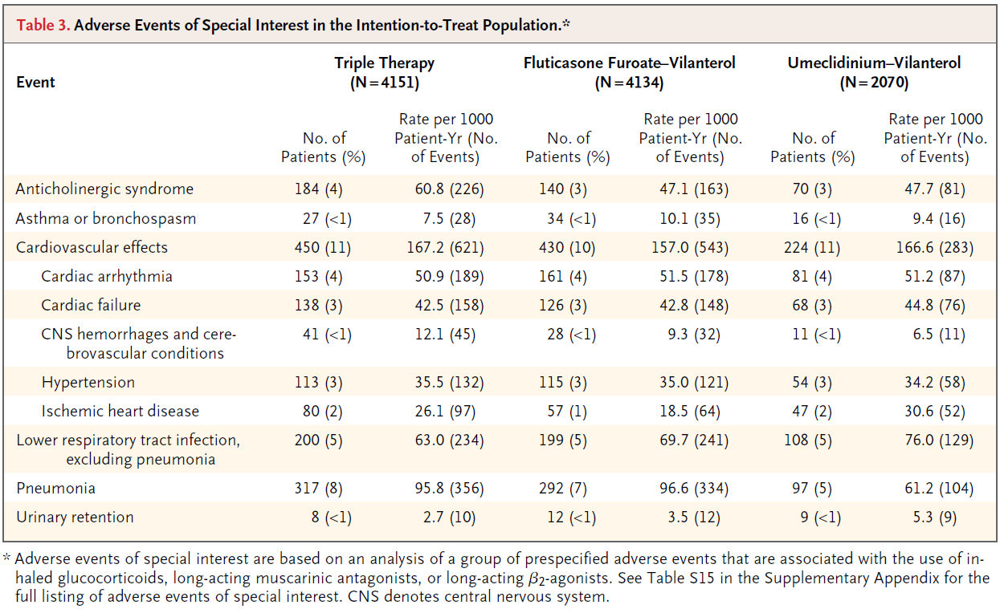 Table 3. Adverse Events of Special Interest in the Intention-to-Treat Population.*
Event Triple Therapy (N=4151) Fluticasone Furoate–Vilanterol (N=4134) Umeclidinium–Vilanterol (N=2070)
No. of Patients (%) Rate per 1000 Patient-Yr (No. of Events) No. of Patients (%) Rate per 1000 Patient-Yr (No. of Events) No. of Patients (%) Rate per 1000 Patient-Yr (No. of Events)
Anticholinergic syndrome 184 (4) 60.8 (226) 140 (3) 47.1 (163) 70 (3) 47.7 (81)
Asthma or bronchospasm 27 (<1) 7.5 (28) 34 (<1) 10.1 (35) 16 (<1) 9.4 (16)
Cardiovascular effects 450 (11) 167.2 (621) 430 (10) 157.0 (543) 224 (11) 166.6 (283)
Cardiac arrhythmia 153 (4) 50.9 (189) 161 (4) 51.5 (178) 81 (4) 51.2 (87)
Cardiac failure 138 (3) 42.5 (158) 126 (3) 42.8 (148) 68 (3) 44.8 (76)
CNS hemorrhages and cere- 41 (<1) 12.1 (45) 28 (<1) 9.3 (32) 11 (<1) 6.5 (11)
brovascular conditions
Hypertension 113 (3) 35.5 (132) 115 (3) 35.0 (121) 54 (3) 34.2 (58)
Ischemic heart disease 80 (2) 26.1 (97) 57 (1) 18.5 (64) 47 (2) 30.6 (52)
Lower respiratory tract infection, 200 (5) 63.0 (234) 199 (5) 69.7 (241) 108 (5) 76.0 (129)
excluding pneumonia
Pneumonia 317 (8) 95.8 (356) 292 (7) 96.6 (334) 97 (5) 61.2 (104)
Urinary retention 8 (<1) 2.7 (10) 12 (<1) 3.5 (12) 9 (<1) 5.3 (9)
* Adverse events of special interest are based on an analysis of a group of prespecified adverse events that are associated with the use of in-
haled glucocorticoids, long-acting muscarinic antagonists, or long-acting β2-agonists. See Table S15 in the Supplementary Appendix for the
full listing of adverse events of special interest. CNS denotes central nervous system.